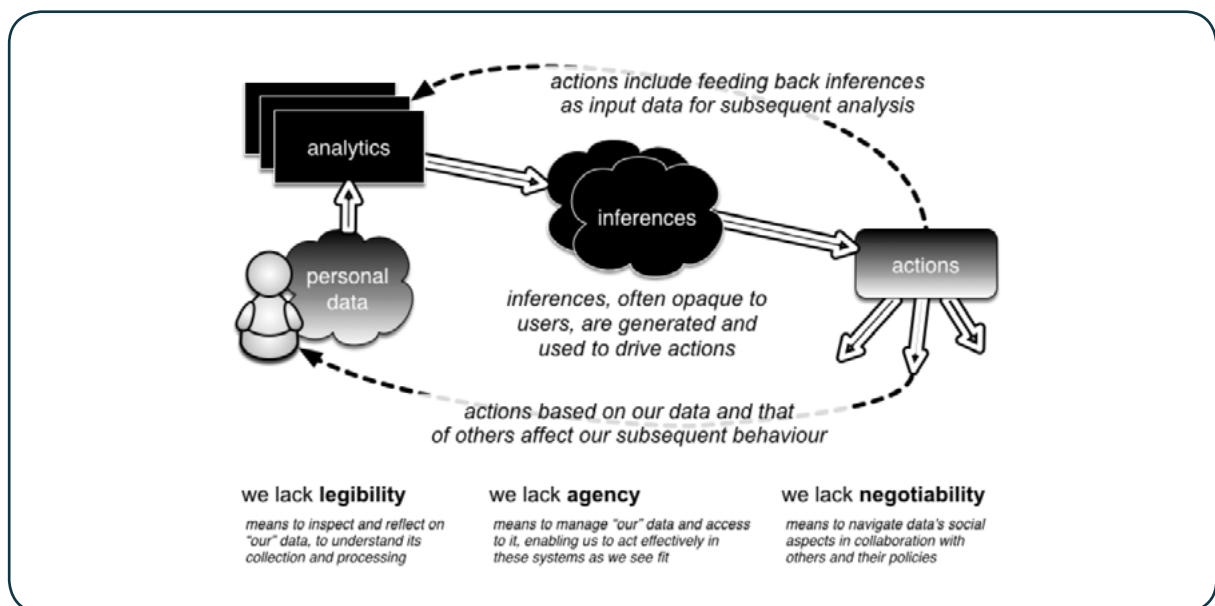 actions include feeding back inferences
as input data for subsequent analysis
analytics
inferences
personal
data
actions
inferences, often opaque to
users, are generated and
used to drive actions
actions based on our data and that
of others affect our subsequent behaviour
we lack legibility
means to inspect and reflect on
“our” data, to understand its
collection and processing
we lack agency
means to manage “our” data and access
to it, enabling us to act effectively in
these systems as we see fit
we lack negotiability
means to navigate data's social
aspects in collaboration with
others and their policies